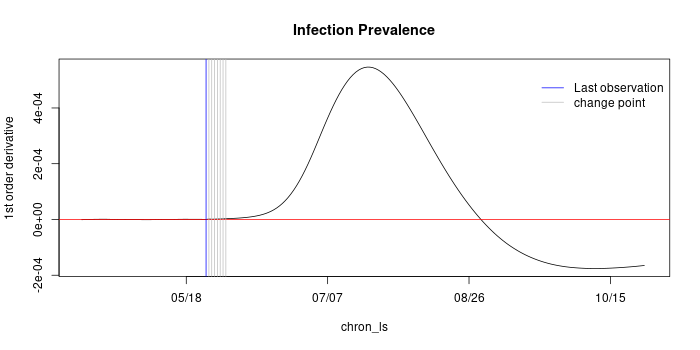 Infection Prevalence
1st order derivative
4e-04
2e-04
0e+00
-2e-04
Last observation
change point
05/18
07/07
08/26
10/15
chron_ls